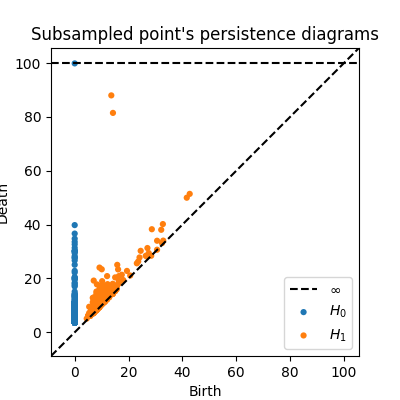 Subsampled point's persistence diagrams
100
80
60
40
20
0
Death
0 20 40 60 80 100
Birth
∞
H₀
H₁